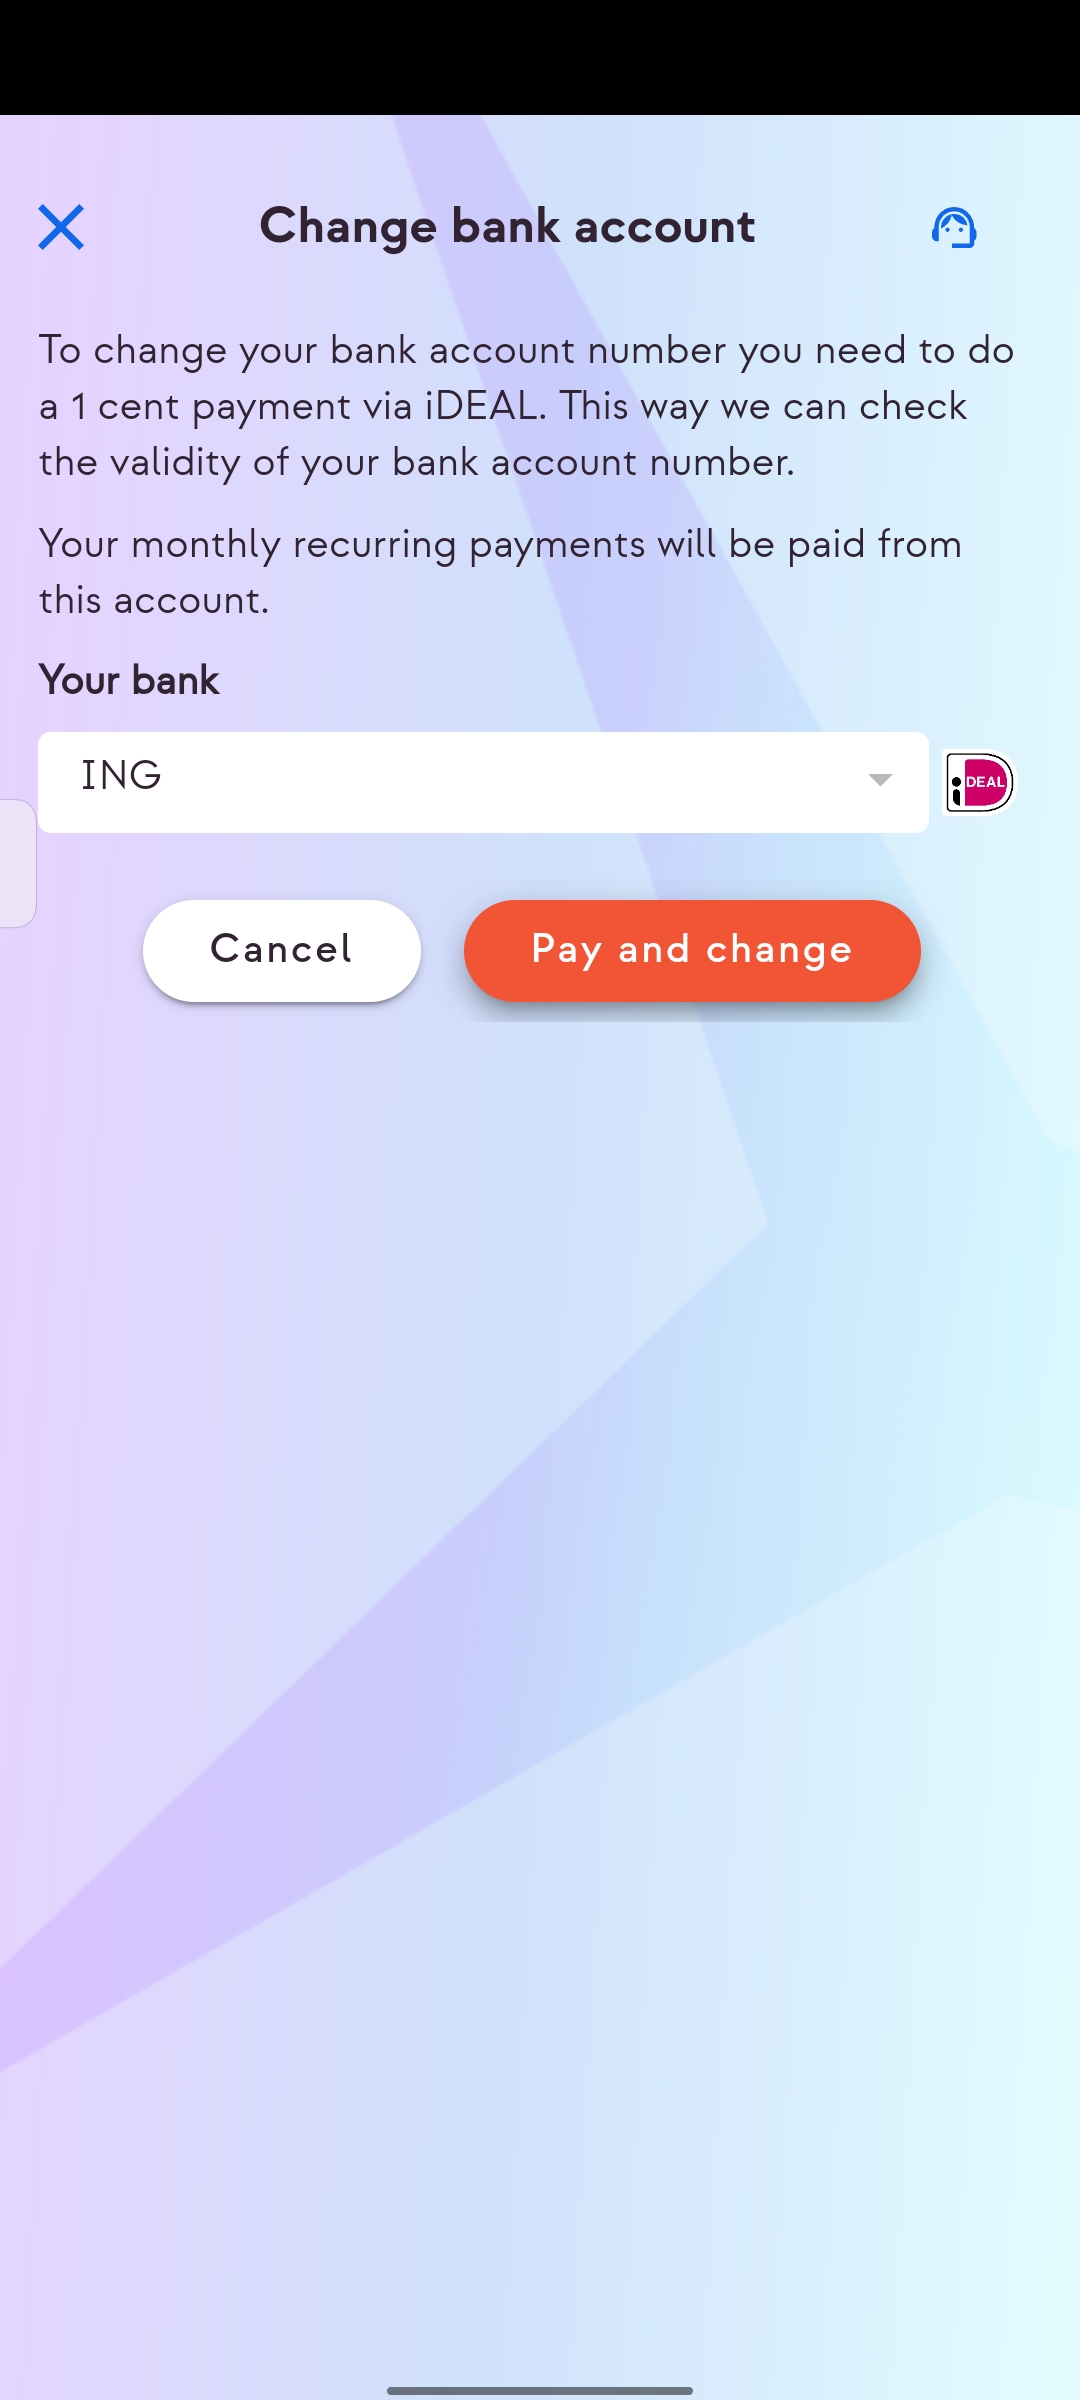 Change bank account
To change your bank account number you need to do
a 1 cent payment via iDEAL. This way we can check
the validity of your bank account number.
Your monthly recurring payments will be paid from
this account.
Your bank
ING
iDEAL
Cancel
Pay and change